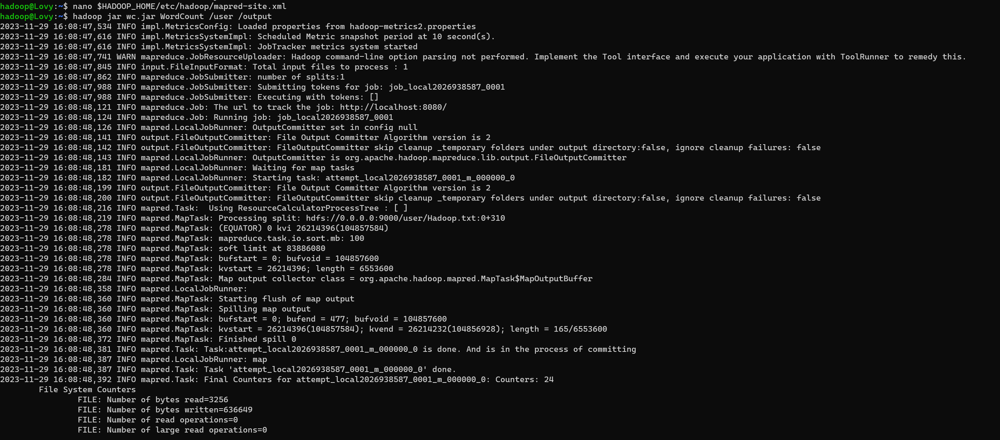 hadoop@Lovy:~$ nano $HADOOP_HOME/etc/hadoop/mapred-site.xml
hadoop@Lovy:~$ hadoop jar wc.jar WordCount /user /output
2023-11-29 16:08:47,534 INFO impl.MetricsConfig: Loaded properties from hadoop-metrics2.properties
2023-11-29 16:08:47,616 INFO impl.MetricsSystemImpl: Scheduled Metric snapshot period at 10 second(s).
2023-11-29 16:08:47,616 INFO impl.MetricsSystemImpl: JobTracker metrics system started
2023-11-29 16:08:47,741 WARN mapreduce.JobResourceUploader: Hadoop command-line option parsing not performed. Implement the Tool interface and execute your application with ToolRunner to remedy this.
2023-11-29 16:08:47,845 INFO input.FileInputFormat: Total input files to process : 1
2023-11-29 16:08:47,862 INFO mapreduce.JobSubmitter: number of splits:1
2023-11-29 16:08:47,988 INFO mapreduce.JobSubmitter: Submitting tokens for job: job_local2026938587_0001
2023-11-29 16:08:47,988 INFO mapreduce.JobSubmitter: Executing with tokens: []
2023-11-29 16:08:48,121 INFO mapreduce.Job: The url to track the job: http://localhost:8080/
2023-11-29 16:08:48,124 INFO mapreduce.Job: Running job: job_local2026938587_0001
2023-11-29 16:08:48,126 INFO mapred.LocalJobRunner: OutputCommitter set in config null
2023-11-29 16:08:48,141 INFO output.FileOutputCommitter: File Output Committer Algorithm version is 2
2023-11-29 16:08:48,142 INFO output.FileOutputCommitter: FileOutputCommitter skip cleanup _temporary folders under output directory:false, ignore cleanup failures: false
2023-11-29 16:08:48,143 INFO mapred.LocalJobRunner: OutputCommitter is org.apache.hadoop.mapreduce.lib.output.FileOutputCommitter
2023-11-29 16:08:48,181 INFO mapred.LocalJobRunner: Waiting for map tasks
2023-11-29 16:08:48,182 INFO mapred.LocalJobRunner: Starting task: attempt_local2026938587_0001_m_000000_0
2023-11-29 16:08:48,199 INFO output.FileOutputCommitter: File Output Committer Algorithm version is 2
2023-11-29 16:08:48,200 INFO output.FileOutputCommitter: FileOutputCommitter skip cleanup _temporary folders under output directory:false, ignore cleanup failures: false
2023-11-29 16:08:48,216 INFO mapred.Task:  Using ResourceCalculatorProcessTree : [ ]
2023-11-29 16:08:48,219 INFO mapred.MapTask: Processing split: hdfs://0.0.0.0:9000/user/Hadoop.txt:0+310
2023-11-29 16:08:48,278 INFO mapred.MapTask: (EQUATOR) 0 kvi 26214396(104857584)
2023-11-29 16:08:48,278 INFO mapred.MapTask: mapreduce.task.io.sort.mb: 100
2023-11-29 16:08:48,278 INFO mapred.MapTask: soft limit at 83886080
2023-11-29 16:08:48,278 INFO mapred.MapTask: bufstart = 0; bufvoid = 104857600
2023-11-29 16:08:48,278 INFO mapred.MapTask: kvstart = 26214396; length = 6553600
2023-11-29 16:08:48,284 INFO mapred.MapTask: Map output collector class = org.apache.hadoop.mapred.MapTask$MapOutputBuffer
2023-11-29 16:08:48,358 INFO mapred.LocalJobRunner:
2023-11-29 16:08:48,360 INFO mapred.MapTask: Starting flush of map output
2023-11-29 16:08:48,360 INFO mapred.MapTask: Spilling map output
2023-11-29 16:08:48,360 INFO mapred.MapTask: bufstart = 0; bufend = 477; bufvoid = 104857600
2023-11-29 16:08:48,360 INFO mapred.MapTask: kvstart = 26214396(104857584); kvend = 26214232(104856928); length = 165/6553600
2023-11-29 16:08:48,372 INFO mapred.MapTask: Finished spill 0
2023-11-29 16:08:48,381 INFO mapred.Task: Task:attempt_local2026938587_0001_m_000000_0 is done. And is in the process of committing
2023-11-29 16:08:48,387 INFO mapred.LocalJobRunner: map
2023-11-29 16:08:48,387 INFO mapred.Task: Task 'attempt_local2026938587_0001_m_000000_0' done.
2023-11-29 16:08:48,392 INFO mapred.Task: Final Counters for attempt_local2026938587_0001_m_000000_0: Counters: 24
        File System Counters
                FILE: Number of bytes read=3256
                FILE: Number of bytes written=636649
                FILE: Number of read operations=0
                FILE: Number of large read operations=0